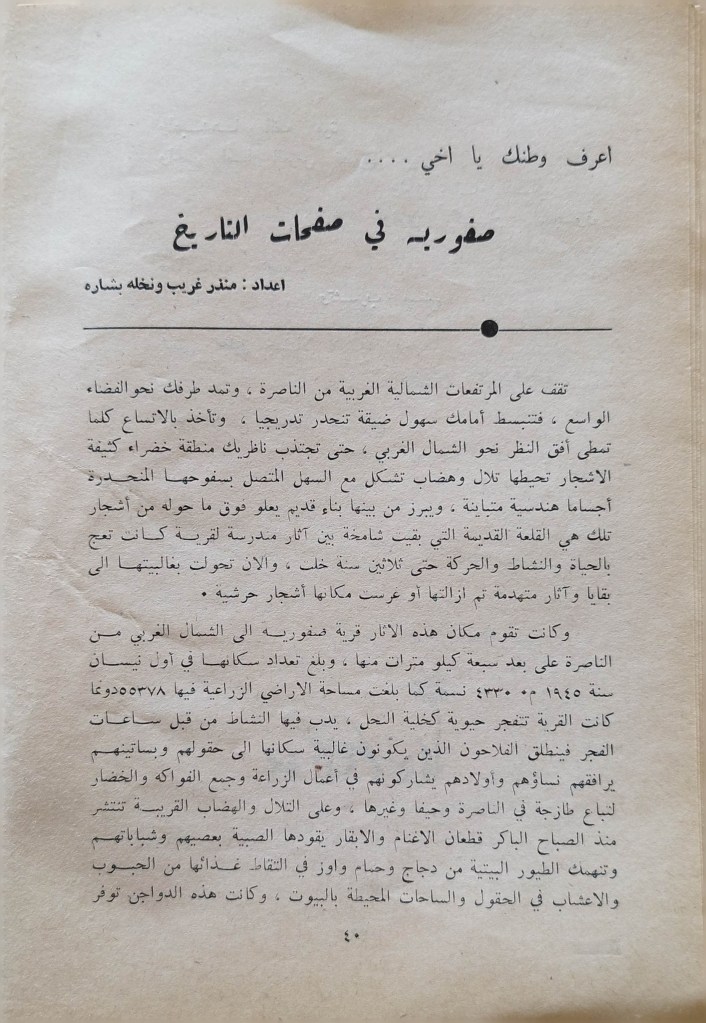 اعرف وطنك يا اخي ....
صفوريه في صفحات التاريخ
اعداد : منذر غريب ونخله بشاره
تقف على المرتفعات الشمالية الغربية من الناصرة ، وتمد طرفك نحو الفضاء
الواسع ، فتنبسط أمامك سهول ضيقة تنحدر تدريجيا ، وتأخذ بالاتساع كلما
تمطى أفق النظر نحو الشمال الغربي ، حتى تجتذب ناظريك منطقة خضراء كثيفة
الاشجار تحيطها تلال وهضاب تشكل مع السهل المتصل بسفوحها المنحدرة
أجساما هندسية متباينة ، ويبرز من بينها بناء قديم يعلو فوق ما حوله من أشجار
تلك هي القلعة القديمة التي بقيت شامخة بين آثار مندرسة لقرية كانت تعج
بالحياة والنشاط والحركة حتى ثلاثين سنة خلت ، والان تحولت بغالبيتها الى
بقايا وآثار متهدمة تم ازالتها أو غرست مكانها أشجار حرشية .
وكانت تقوم مكان هذه الاثار قرية صفورية الى الشمال الغربي من
الناصرة على بعد سبعة كيلو مترات منها ، وبلغ تعداد سكانها في أول نيسان
سنة ١٩٤٥ م٠ ٤٣٣٠ نسمة كما بلغت مساحة الاراضي الزراعية فيها ٥٥٣٧٨دونما
كانت القرية تتفجر حيوية كخلية النحل ، يدب فيها النشاط من قبل ساعات
الفجر فينطلق الفلاحون الذين يكوّنون غالبية سكانها الى حقولهم وبساتينهم
يرافقهم نساؤهم وأولادهم يشاركونهم في أعمال الزراعة وجمع الفواكه والخضار
لتباع طازجة في الناصرة وحيفا وغيرها ، وعلى التلال والهضاب القريبة تنتشر
منذ الصباح الباكر قطعان الاغنام والابقار يقودها الصبية بعصيهم وشباباتهم
وتنهمك الطيور البيتية من دجاج وحمام واوز في التقاط غذائها من الحبوب
والاعشاب في الحقول والساحات المحيطة بالبيوت ، وكانت هذه الدواجن توفر
٤٠